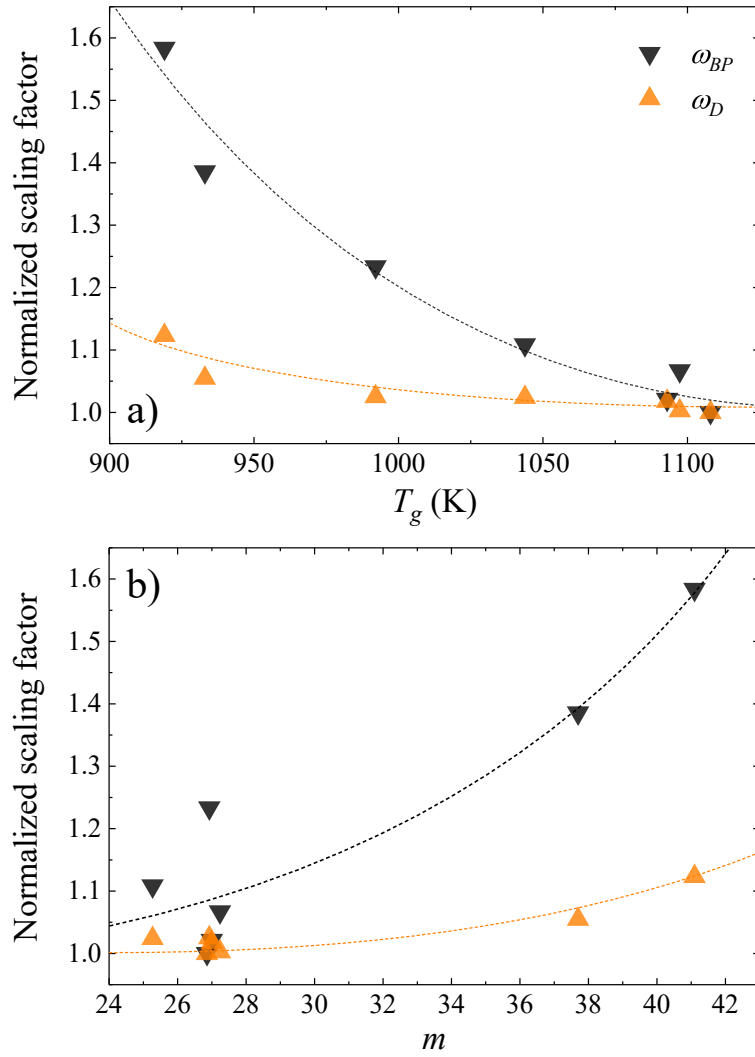 1.6
1.5
1.4
1.3
1.2
1.1
1.0
Normalized scaling factor
ω_BP
ω_D
a)
900 950 1000 1050 1100
T_g (K)
b)
1.6
1.5
1.4
1.3
1.2
1.1
1.0
Normalized scaling factor
24 26 28 30 32 34 36 38 40 42
m